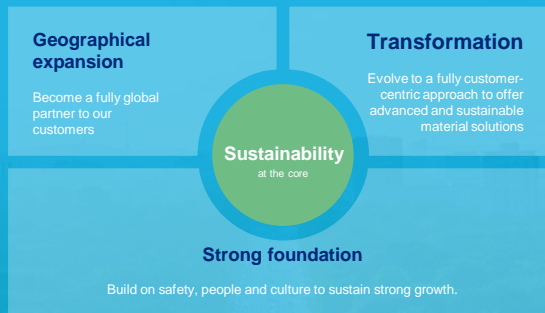 Geographical
expansion
Become a fully global
partner to our
customers
Transformation
Evolve to a fully customer-
centric approach to offer
advanced and sustainable
material solutions
Sustainability
at the core
Strong foundation
Build on safety, people and culture to sustain strong growth.